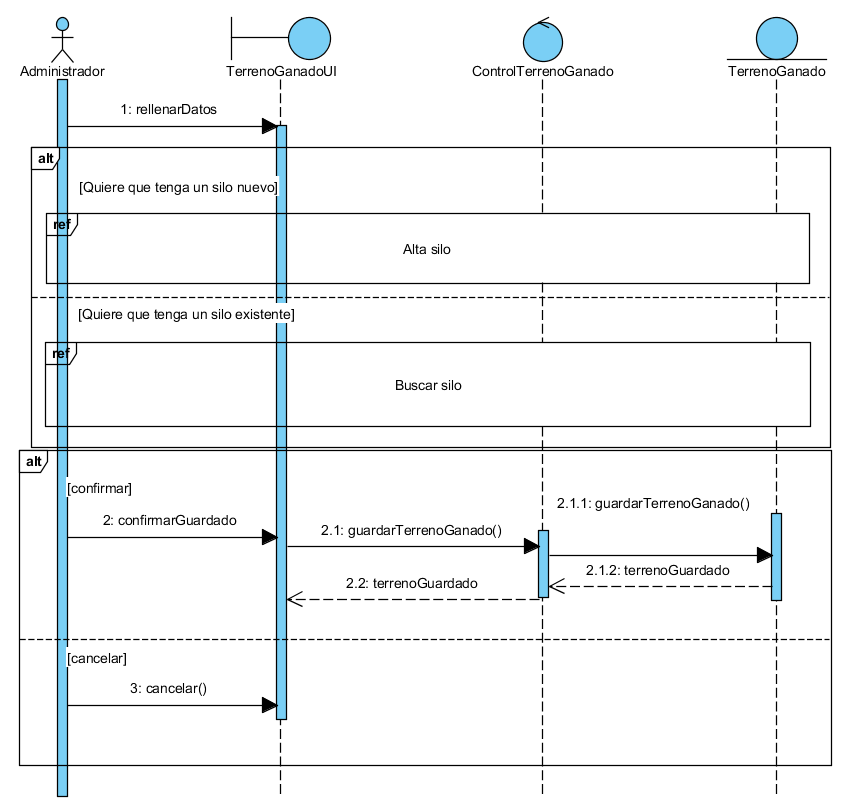 Administrador
TerrenoGanadoUI
ControlTerrenoGanado
TerrenoGanado
1: rellenarDatos
alt
[Quiere que tenga un silo nuevo]
ref
Alta silo
[Quiere que tenga un silo existente]
ref
Buscar silo
alt
[confirmar]
2: confirmarGuardado
2.1: guardarTerrenoGanado()
2.1.1: guardarTerrenoGanado()
2.1.2: terrenoGuardado
2.2: terrenoGuardado
[cancelar]
3: cancelar()